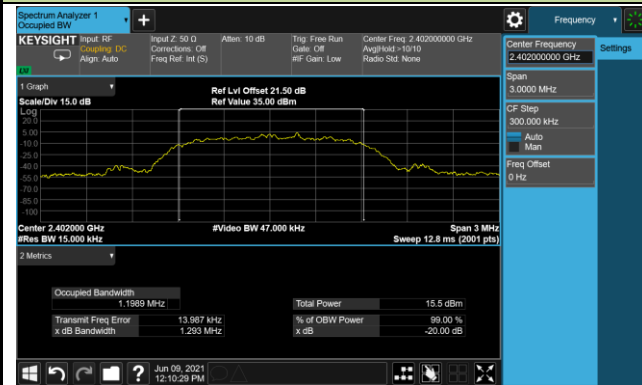 Spectrum Analyzer 1
Occupied BW
Frequency
KEYSIGHT
Input: RF
Coupling: DC
Align: Auto
Input Z: 50 Ω
Corrections: Off
Freq Ref: Int (S)
Atten: 10 dB
Trig: Free Run
Gate: Off
#IF Gain: Low
Center Freq: 2.402000000 GHz
Avg|Hold:>10/10
Radio Std: None
Center Frequency
2.402000000 GHz
Settings
Span
3.0000 MHz
CF Step
300.000 kHz
Auto
Man
Freq Offset
0 Hz
1 Graph
Scale/Div 15.0 dB
Ref Lvl Offset 21.50 dB
Ref Value 35.00 dBm
Log
20.0
5.00
-10.0
-25.0
-40.0
-55.0
-70.0
-85.0
-100
Center 2.402000 GHz
#Res BW 15.000 kHz
#Video BW 47.000 kHz
Span 3 MHz
Sweep 12.8 ms (2001 pts)
2 Metrics
Occupied Bandwidth
1.1989 MHz
Transmit Freq Error 13.987 kHz
x dB Bandwidth 1.293 MHz
Total Power 15.5 dBm
% of OBW Power 99.00 %
x dB -20.00 dB
Jun 09, 2021
12:10:29 PM